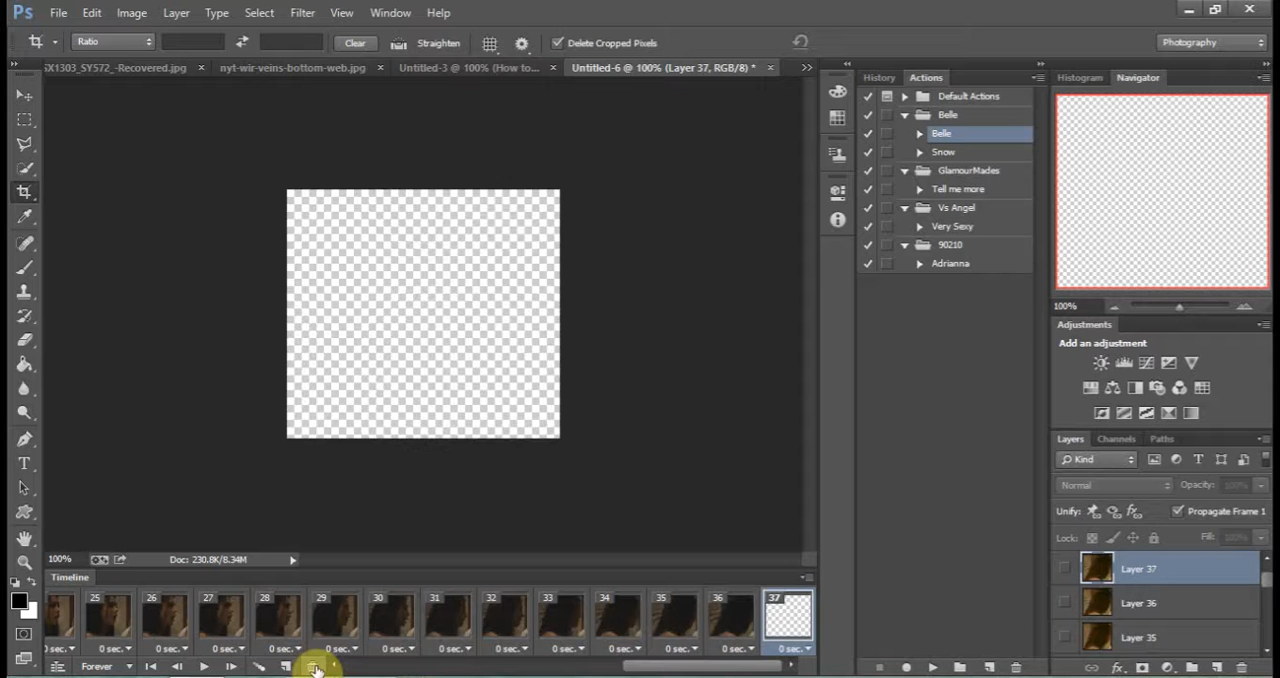 Ps File Edit Image Layer Type Select Filter View Window Help
Ratio Clear Straighten Delete Cropped Pixels Photography
SX1303_SY572_-Recovered.jpg × nyt-wir-veins-bottom-web.jpg × Untitled-3 @ 100% (How to... × Untitled-6 @ 100% (Layer 37, RGB/8) * ×
History Actions
Default Actions
Belle
Belle
Snow
GlamourMades
Tell me more
Vs Angel
Very Sexy
90210
Adrianna
Histogram Navigator
100%
Adjustments
Add an adjustment
Layers Channels Paths
Kind
Normal Opacity: 100%
Unify: Propagate Frame 1
Lock: Fill: 100%
Layer 37
Layer 36
Layer 35
100% Doc: 230.8K/8.34M
Timeline
25 26 27 28 29 30 31 32 33 34 35 36 37
0 sec. 0 sec. 0 sec. 0 sec. 0 sec. 0 sec. 0 sec. 0 sec. 0 sec. 0 sec. 0 sec. 0 sec. 0 sec.
Forever